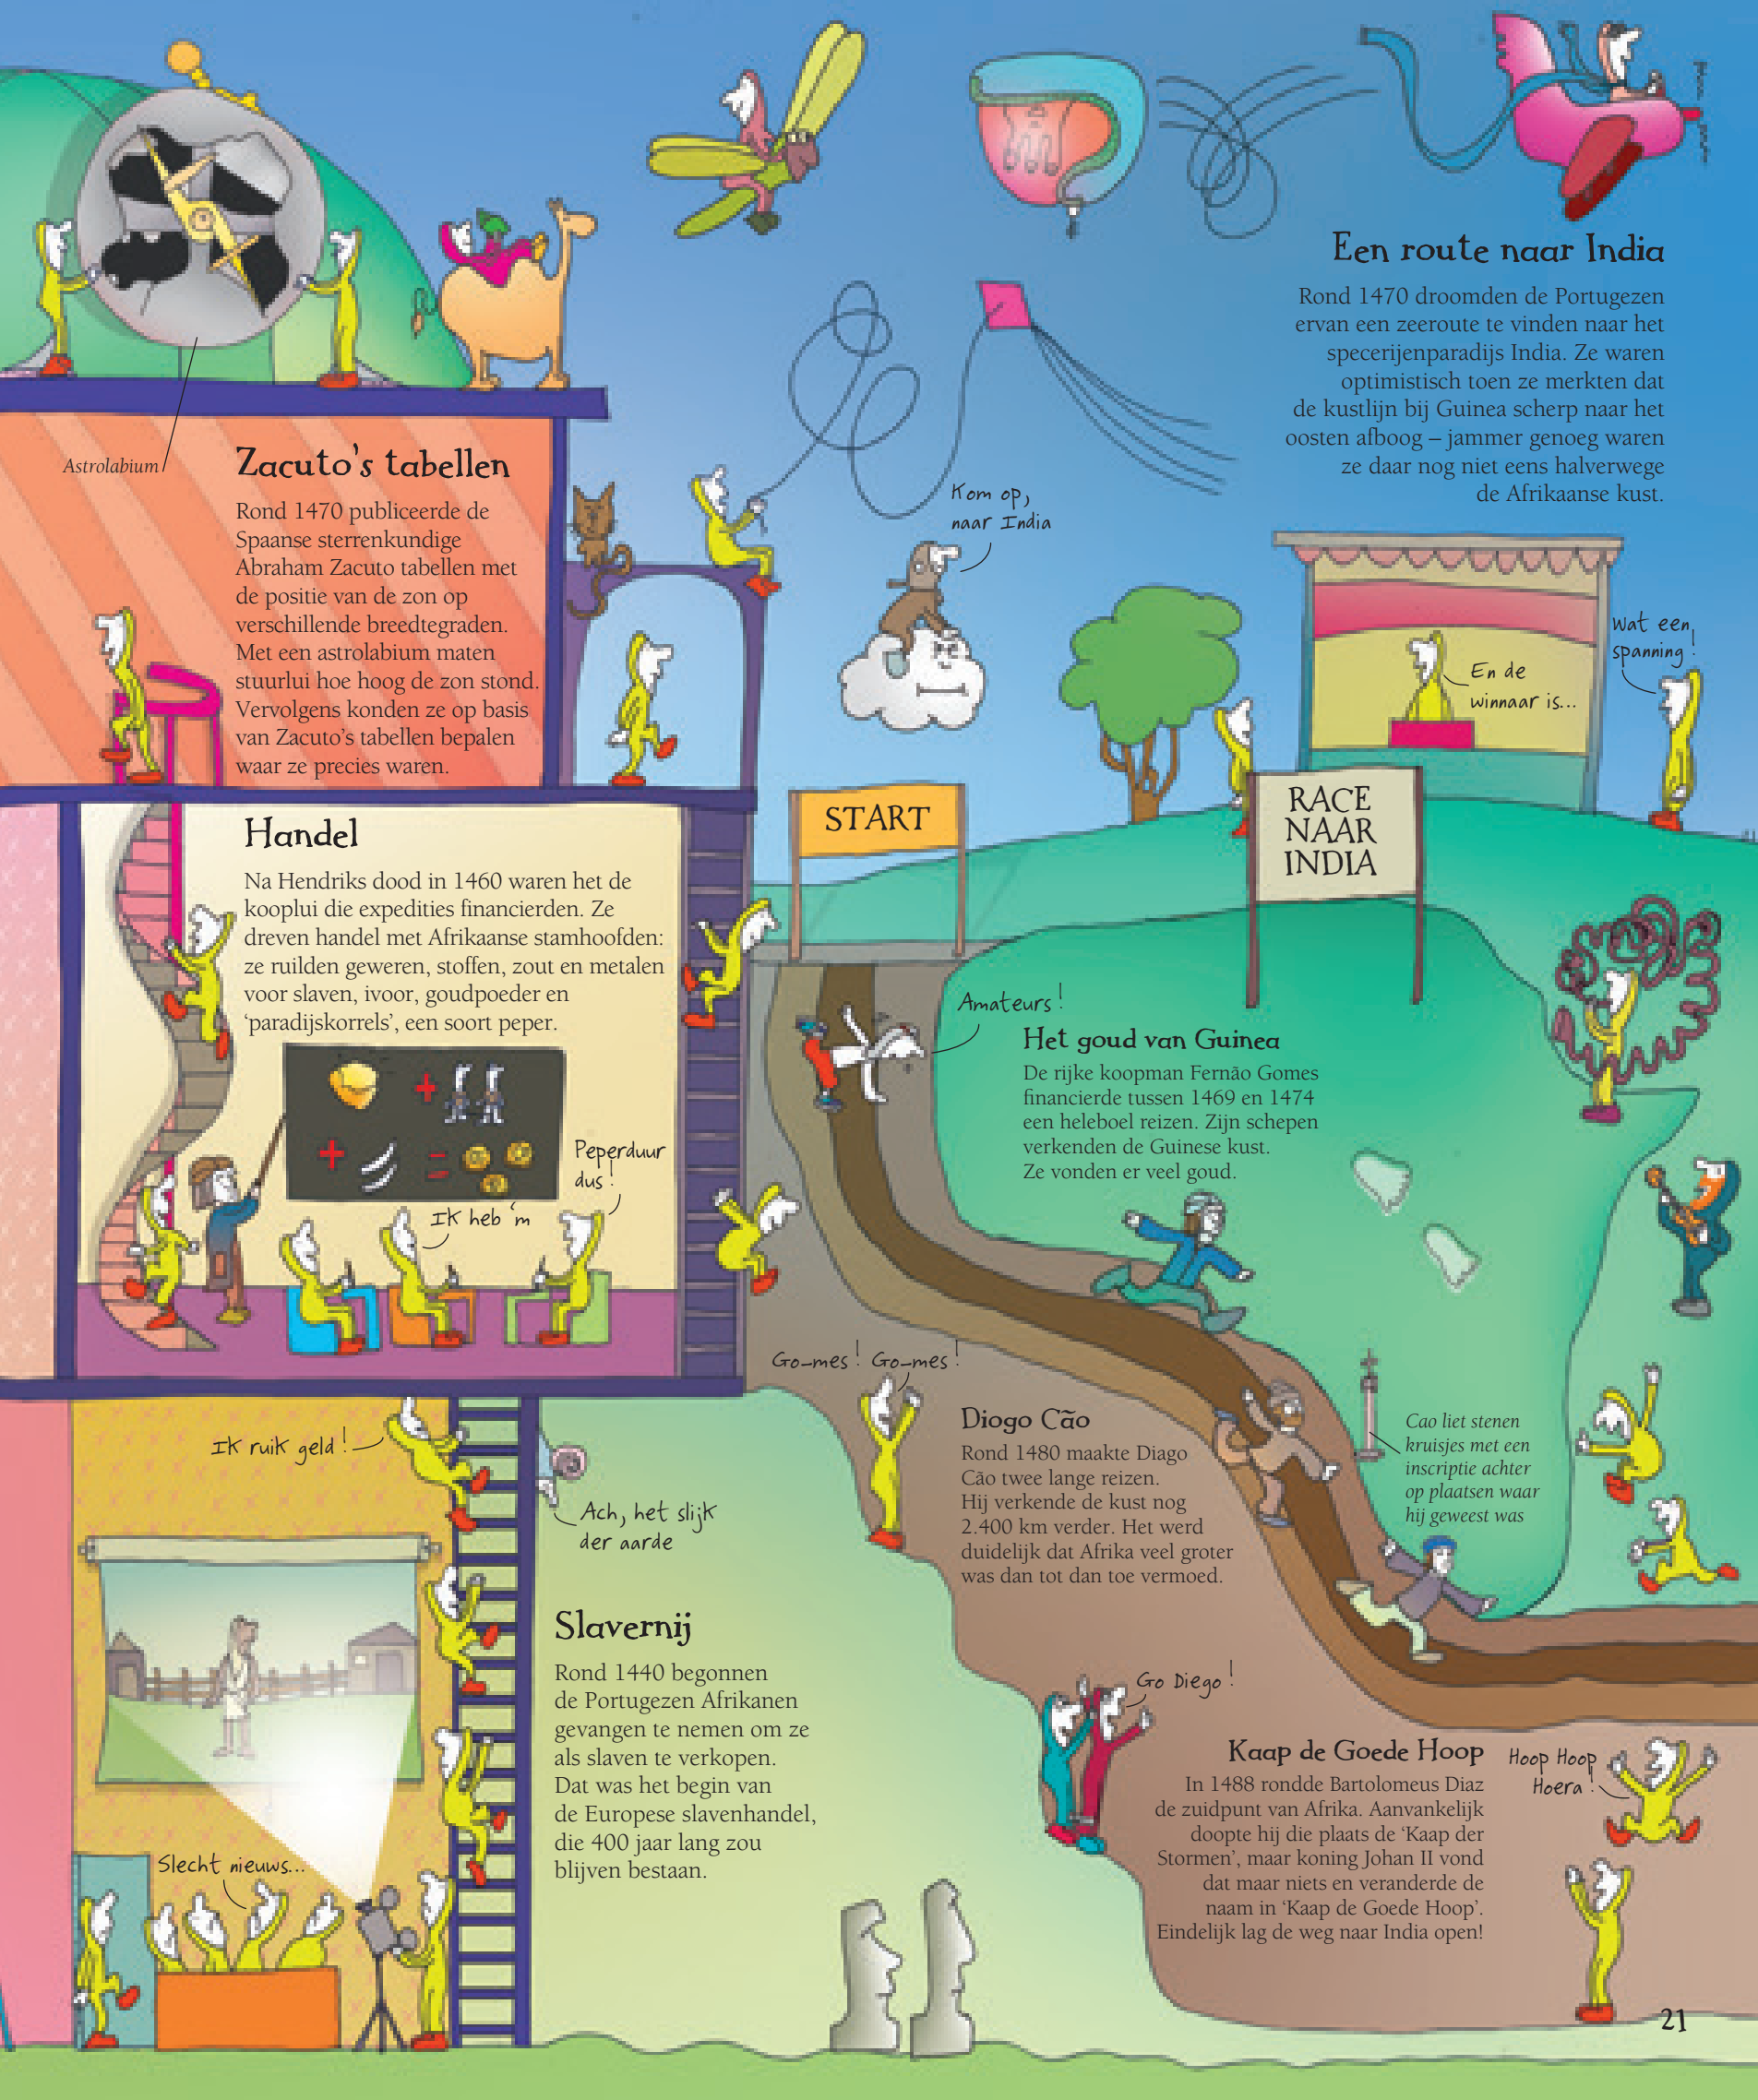 Een route naar India
Rond 1470 droomden de Portugezen
ervan een zeeroute te vinden naar het
specerijenparadijs India. Ze waren
optimistisch toen ze merkten dat
de kustlijn bij Guinea scherp naar het
oosten afboog – jammer genoeg waren
ze daar nog niet eens halverwege
de Afrikaanse kust.
Astrolabium
Zacuto's tabellen
Rond 1470 publiceerde de
Spaanse sterrenkundige
Abraham Zacuto tabellen met
de positie van de zon op
verschillende breedtegraden.
Met een astrolabium maten
stuurlui hoe hoog de zon stond.
Vervolgens konden ze op basis
van Zacuto's tabellen bepalen
waar ze precies waren.
Kom op,
naar India
Wat een
spanning!
En de
winnaar is...
START
RACE
NAAR
INDIA
Handel
Na Hendriks dood in 1460 waren het de
kooplui die expedities financierden. Ze
dreven handel met Afrikaanse stamhoofden:
ze ruilden geweren, stoffen, zout en metalen
voor slaven, ivoor, goudpoeder en
'paradijskorrels', een soort peper.
+
+
=
Peperduur
dus!
Ik heb 'm
Amateurs!
Het goud van Guinea
De rijke koopman Fernão Gomes
financierde tussen 1469 en 1474
een heleboel reizen. Zijn schepen
verkenden de Guinese kust.
Ze vonden er veel goud.
Go-mes! Go-mes!
Diogo Cão
Rond 1480 maakte Diago
Cão twee lange reizen.
Hij verkende de kust nog
2.400 km verder. Het werd
duidelijk dat Afrika veel groter
was dan tot dan toe vermoed.
Cao liet stenen
kruisjes met een
inscriptie achter
op plaatsen waar
hij geweest was
Ik ruik geld!
Ach, het slijk
der aarde
Slavernij
Rond 1440 begonnen
de Portugezen Afrikanen
gevangen te nemen om ze
als slaven te verkopen.
Dat was het begin van
de Europese slavenhandel,
die 400 jaar lang zou
blijven bestaan.
Slecht nieuws...
Go Diego!
Kaap de Goede Hoop
In 1488 rondde Bartolomeus Diaz
de zuidpunt van Afrika. Aanvankelijk
doopte hij die plaats de 'Kaap der
Stormen', maar koning Johan II vond
dat maar niets en veranderde de
naam in 'Kaap de Goede Hoop'.
Eindelijk lag de weg naar India open!
Hoop Hoop
Hoera!
21